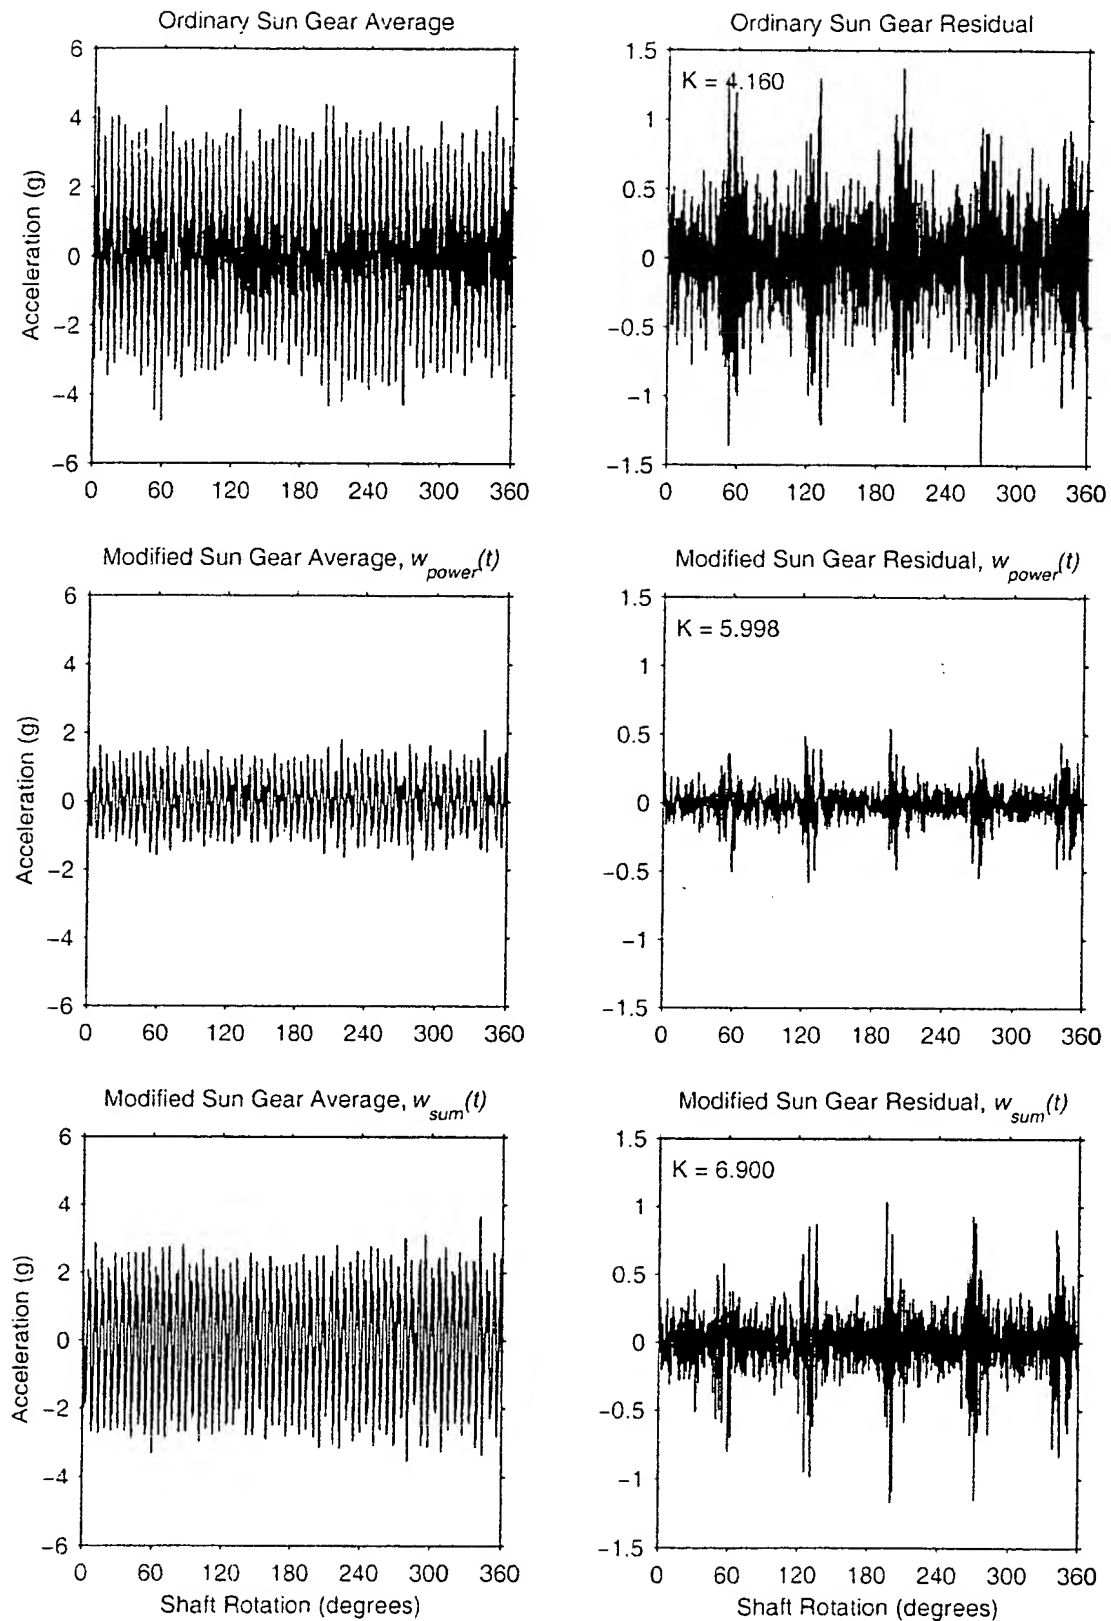 Ordinary Sun Gear Average
6
4
2
0
−2
−4
−6
Acceleration (g)
0 60 120 180 240 300 360
Ordinary Sun Gear Residual
K = 4.160
1.5
1
0.5
0
−0.5
−1
−1.5
0 60 120 180 240 300 360
Modified Sun Gear Average, w_power(t)
6
4
2
0
−2
−4
−6
Acceleration (g)
0 60 120 180 240 300 360
Modified Sun Gear Residual, w_power(t)
K = 5.998
1.5
1
0.5
0
−0.5
−1
−1.5
0 60 120 180 240 300 360
Modified Sun Gear Average, w_sum(t)
6
4
2
0
−2
−4
−6
Acceleration (g)
0 60 120 180 240 300 360
Shaft Rotation (degrees)
Modified Sun Gear Residual, w_sum(t)
K = 6.900
1.5
1
0.5
0
−0.5
−1
−1.5
0 60 120 180 240 300 360
Shaft Rotation (degrees)